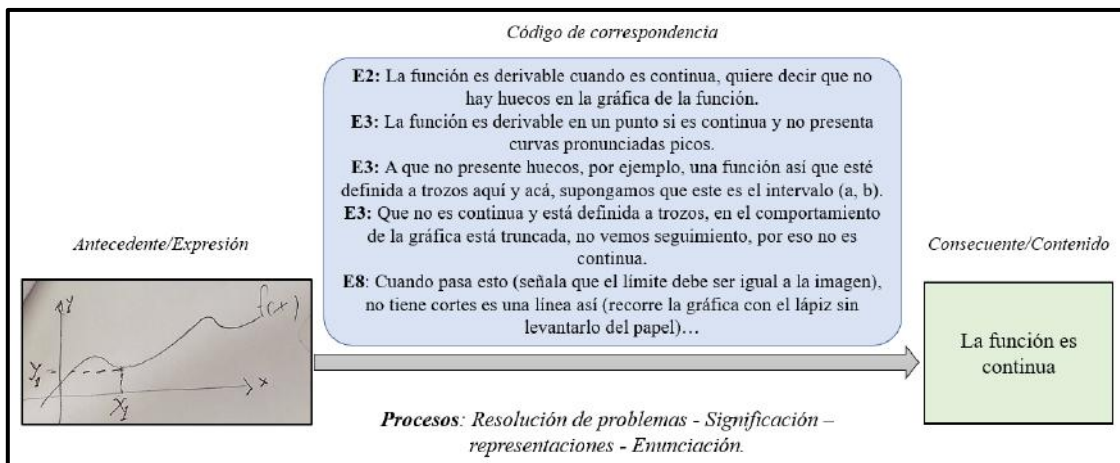 Código de correspondencia
E2: La función es derivable cuando es continua, quiere decir que no
hay huecos en la gráfica de la función.
E3: La función es derivable en un punto si es continua y no presenta
curvas pronunciadas picos.
E3: A que no presente huecos, por ejemplo, una función así que esté
definida a trozos aquí y acá, supongamos que este es el intervalo (a, b).
E3: Que no es continua y está definida a trozos, en el comportamiento
de la gráfica está truncada, no vemos seguimiento, por eso no es
continua.
E8: Cuando pasa esto (señala que el límite debe ser igual a la imagen),
no tiene cortes es una línea así (recorre la gráfica con el lápiz sin
levantarlo del papel)…
Antecedente/Expresión
y
f(x)
y1
x
x1
Consecuente/Contenido
La función es
continua
Procesos: Resolución de problemas - Significación –
representaciones - Enunciación.